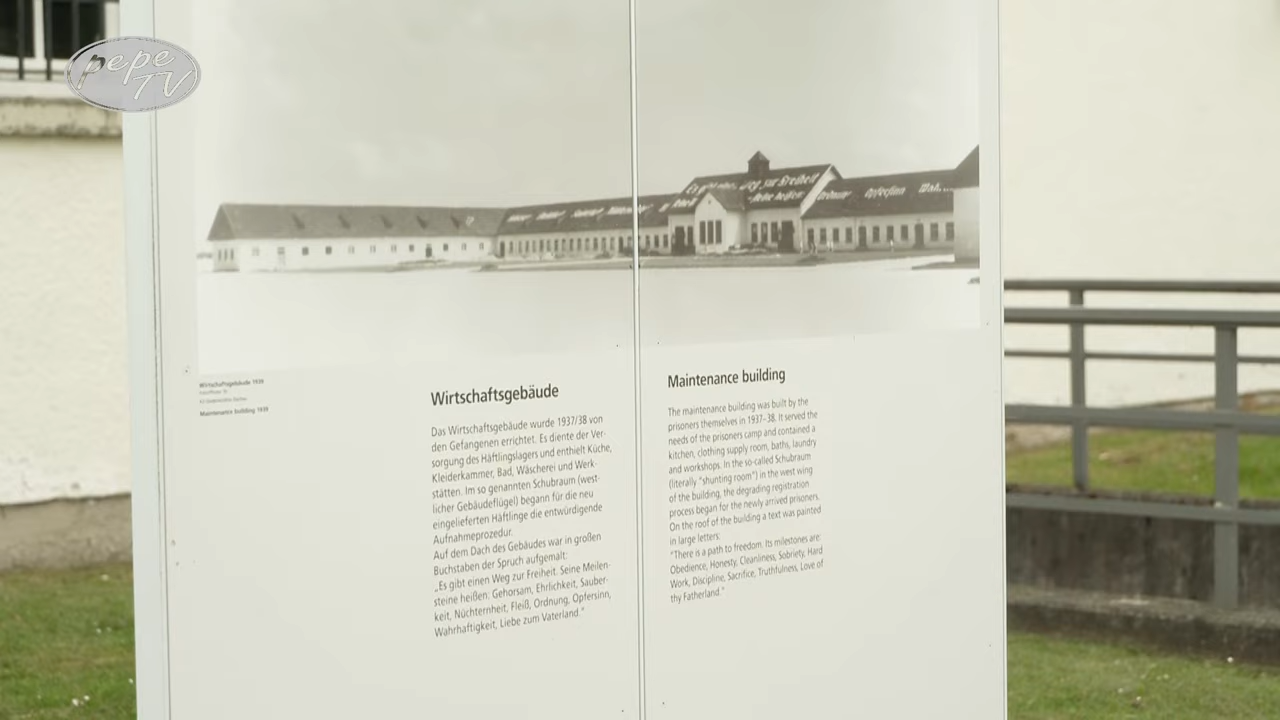 pepe
TV
Es gibt einen Weg zur Freiheit
Wirtschaftsgebäude 1939
Maintenance building 1939
Wirtschaftsgebäude
Das Wirtschaftsgebäude wurde 1937/38 von
den Gefangenen errichtet. Es diente der Ver-
sorgung des Häftlingslagers und enthielt Küche,
Kleiderkammer, Bad, Wäscherei und Werk-
stätten. Im so genannten Schubraum (west-
licher Gebäudeflügel) begann für die neu
eingelieferten Häftlinge die entwürdigende
Aufnahmeprozedur.
Auf dem Dach des Gebäudes war in großen
Buchstaben der Spruch aufgemalt:
„Es gibt einen Weg zur Freiheit. Seine Meilen-
steine heißen: Gehorsam, Ehrlichkeit, Sauber-
keit, Nüchternheit, Fleiß, Ordnung, Opfersinn,
Wahrhaftigkeit, Liebe zum Vaterland."
Maintenance building
The maintenance building was built by the
prisoners themselves in 1937–38. It served the
needs of the prisoners camp and contained a
kitchen, clothing supply room, baths, laundry
and workshops. In the so-called Schubraum
(literally "shunting room") in the west wing
of the building, the degrading registration
process began for the newly arrived prisoners.
On the roof of the building a text was painted
in large letters:
"There is a path to freedom. Its milestones are:
Obedience, Honesty, Cleanliness, Sobriety, Hard
Work, Discipline, Sacrifice, Truthfulness, Love of
thy Fatherland."